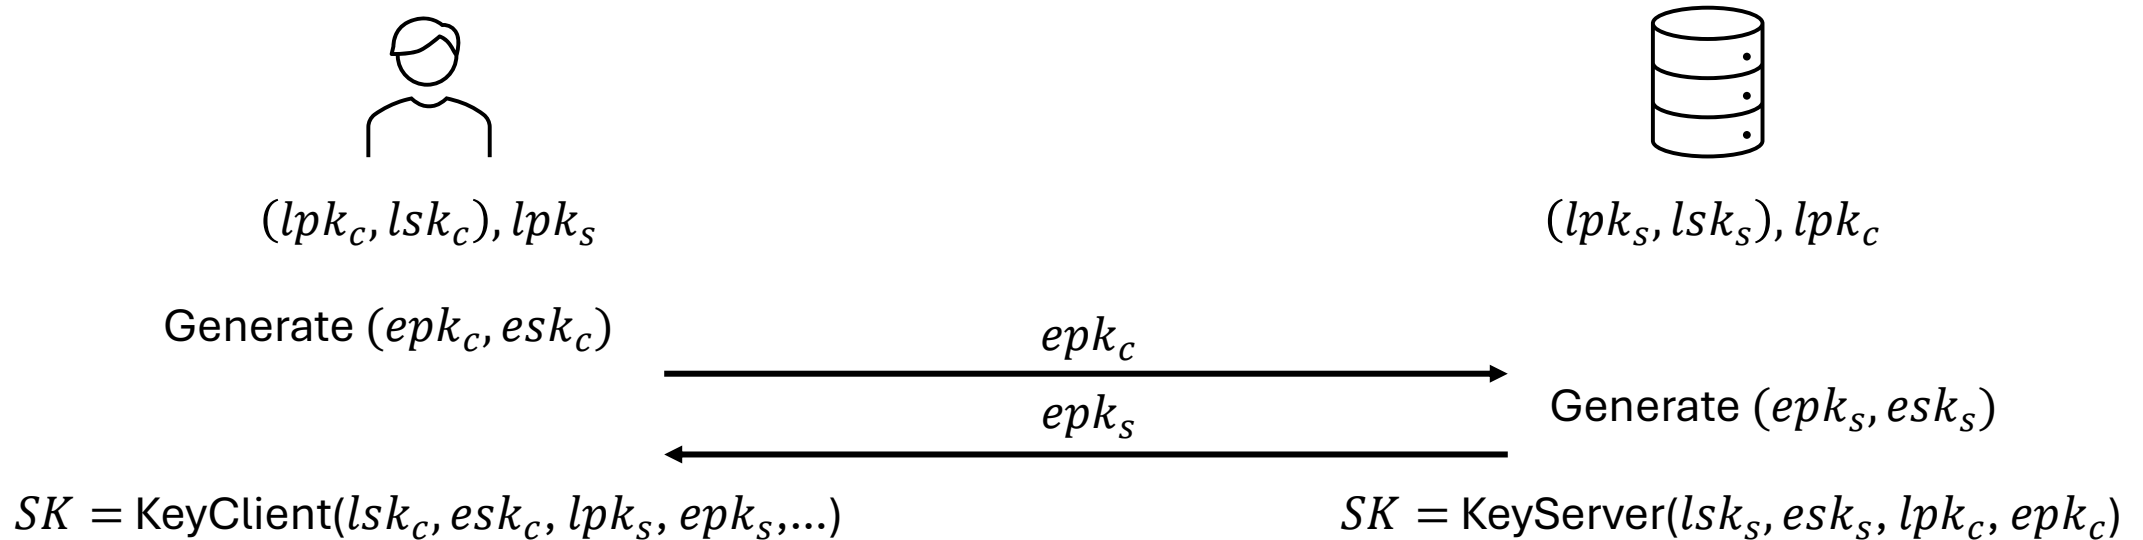 (lpk_c, lsk_c), lpk_s
(lpk_s, lsk_s), lpk_c
Generate (epk_c, esk_c)
epk_c
Generate (epk_s, esk_s)
epk_s
SK = KeyClient(lsk_c, esk_c, lpk_s, epk_s,...)
SK = KeyServer(lsk_s, esk_s, lpk_c, epk_c)